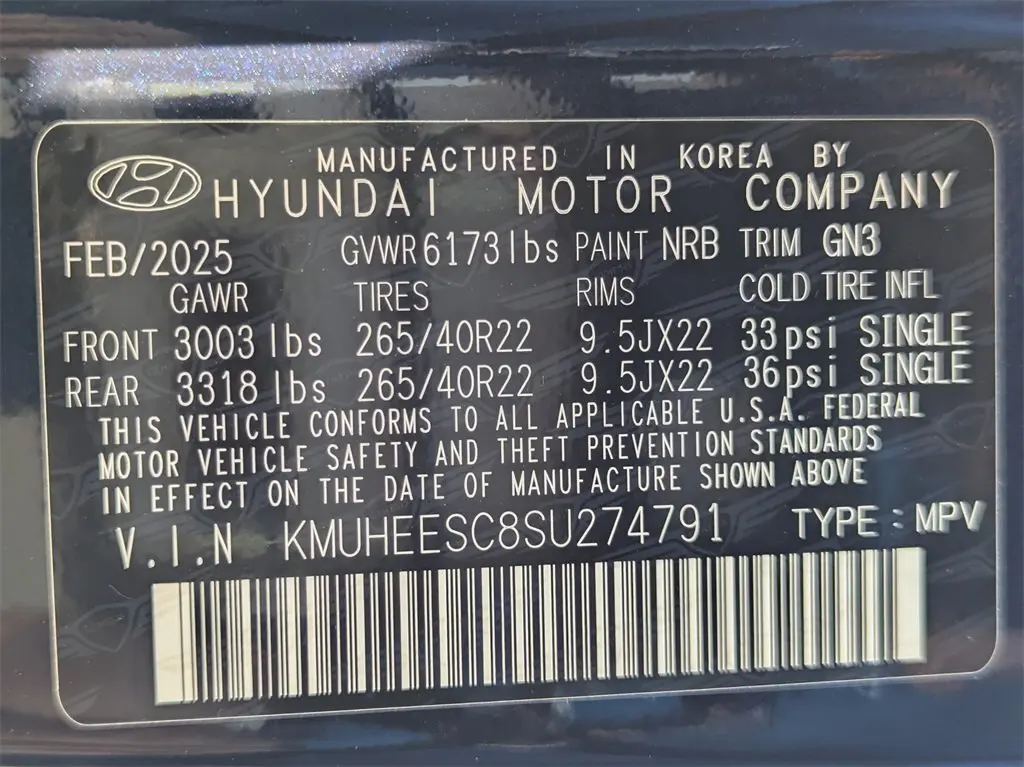 MANUFACTURED IN KOREA BY
HYUNDAI MOTOR COMPANY
FEB/2025 GVWR 6173lbs PAINT NRB TRIM GN3
GAWR TIRES RIMS COLD TIRE INFL
FRONT 3003 lbs 265/40R22 9.5JX22 33psi SINGLE
REAR 3318 lbs 265/40R22 9.5JX22 36psi SINGLE
THIS VEHICLE CONFORMS TO ALL APPLICABLE U.S.A. FEDERAL
MOTOR VEHICLE SAFETY AND THEFT PREVENTION STANDARDS
IN EFFECT ON THE DATE OF MANUFACTURE SHOWN ABOVE
V.I.N KMUHEESC8SU274791 TYPE : MPV